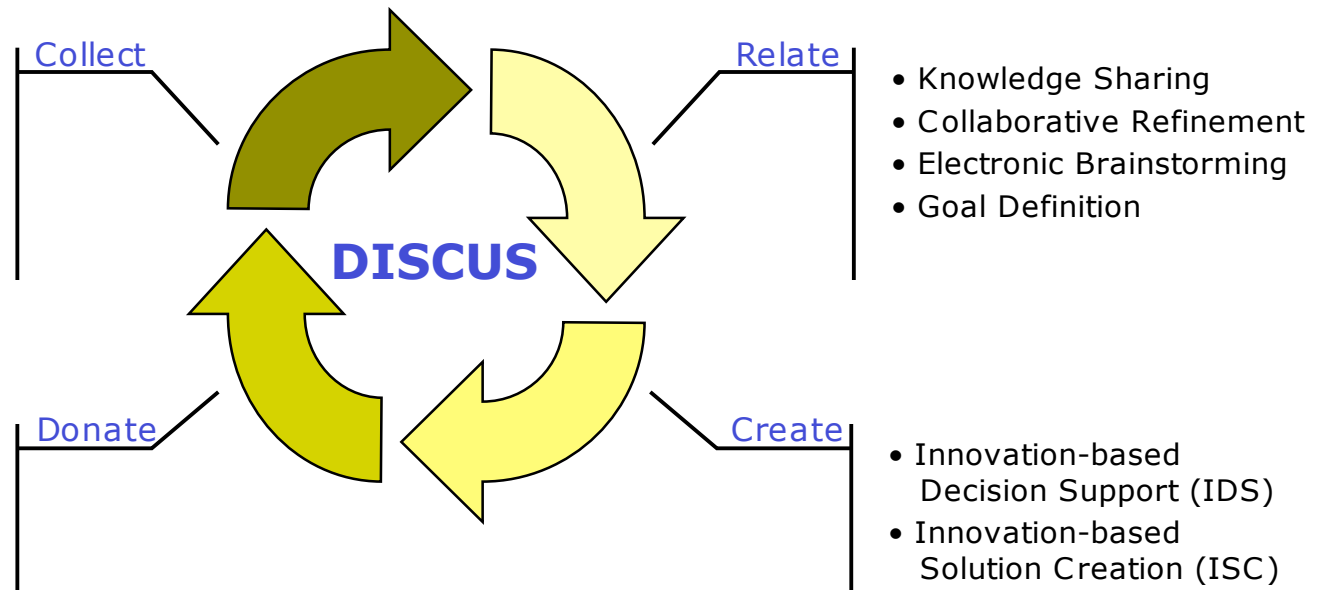 Collect
Relate
• Knowledge Sharing
• Collaborative Refinement
• Electronic Brainstorming
• Goal Definition
DISCUS
Donate
Create
• Innovation-based
Decision Support (IDS)
• Innovation-based
Solution Creation (ISC)